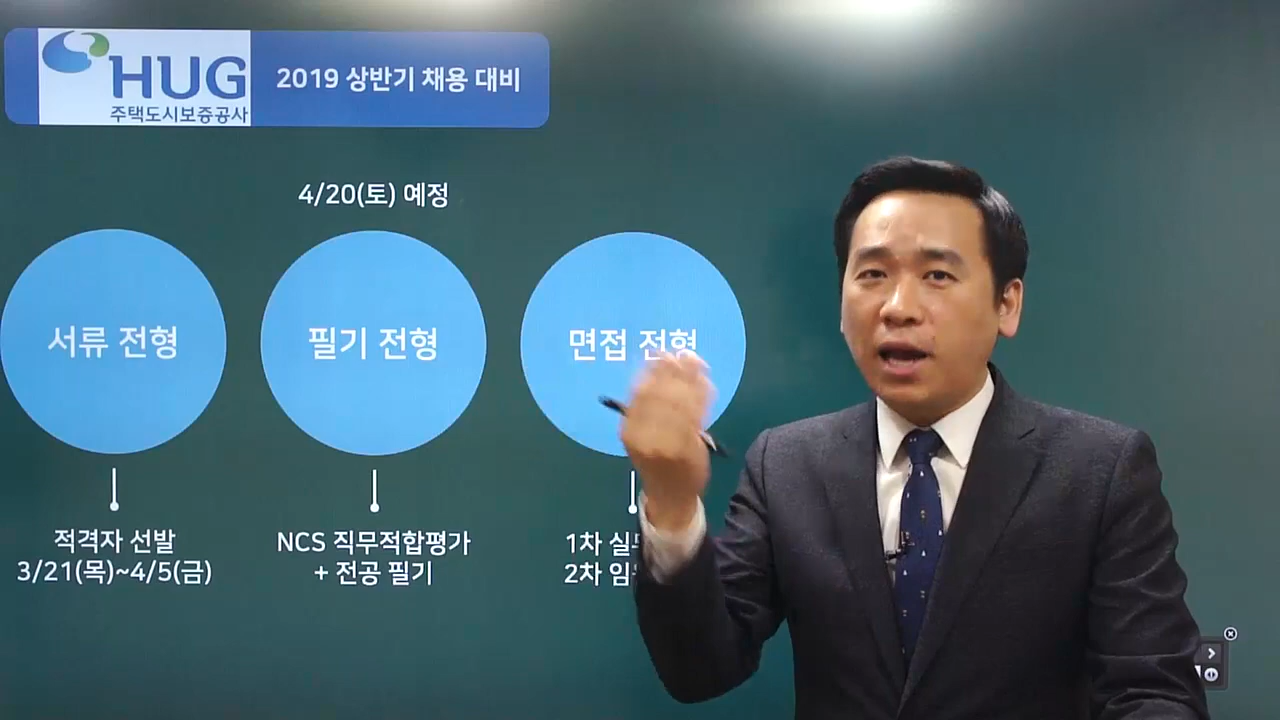 HUG
주택도시보증공사
2019 상반기 채용 대비
4/20(토) 예정
서류 전형
필기 전형
면접 전형
적격자 선발
3/21(목)~4/5(금)
NCS 직무적합평가
+ 전공 필기
1차
2차